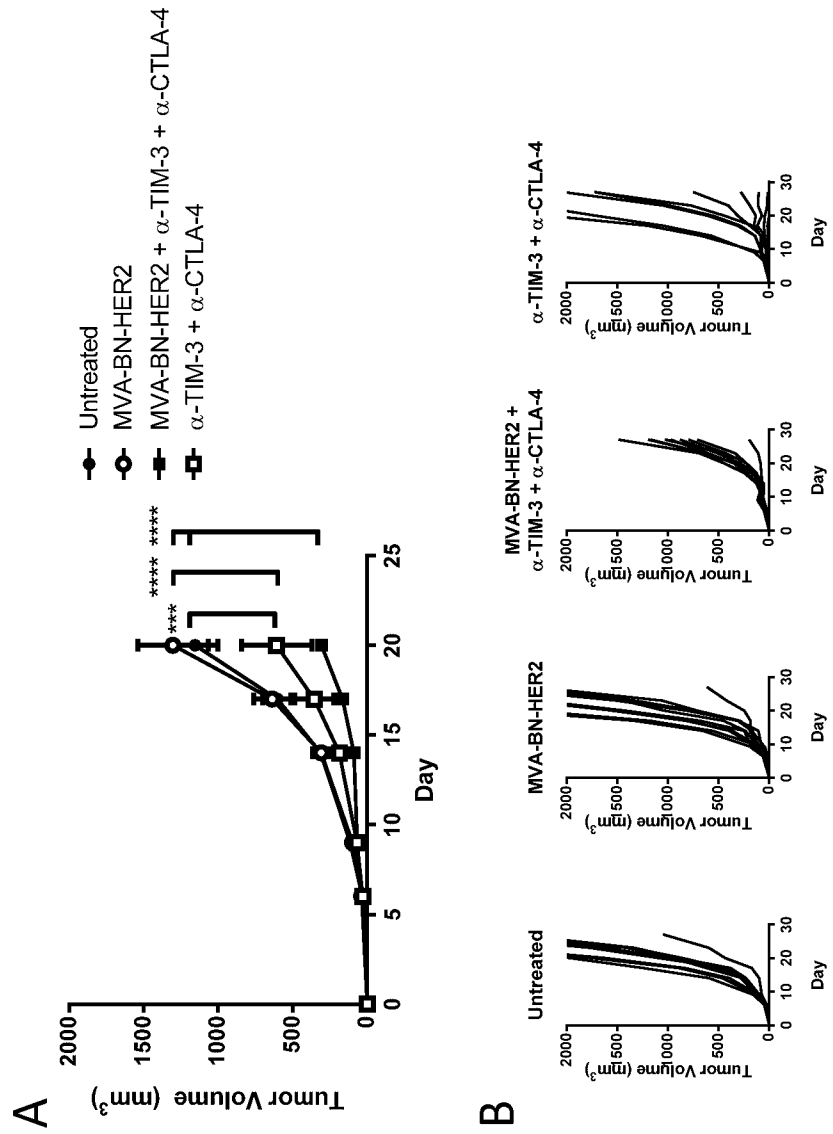 A
Tumor Volume (mm³)
2000
1500
1000
500
0
0
5
10
15
20
25
Day
***
****
****
Untreated
MVA-BN-HER2
MVA-BN-HER2 + α-TIM-3 + α-CTLA-4
α-TIM-3 + α-CTLA-4
B
Untreated
Tumor Volume (mm³)
2000
1500
1000
500
0
0
10
20
30
Day
MVA-BN-HER2
Tumor Volume (mm³)
2000
1500
1000
500
0
0
10
20
30
Day
MVA-BN-HER2 +
α-TIM-3 + α-CTLA-4
Tumor Volume (mm³)
2000
1500
1000
500
0
0
10
20
30
Day
α-TIM-3 + α-CTLA-4
Tumor Volume (mm³)
2000
1500
1000
500
0
0
10
20
30
Day